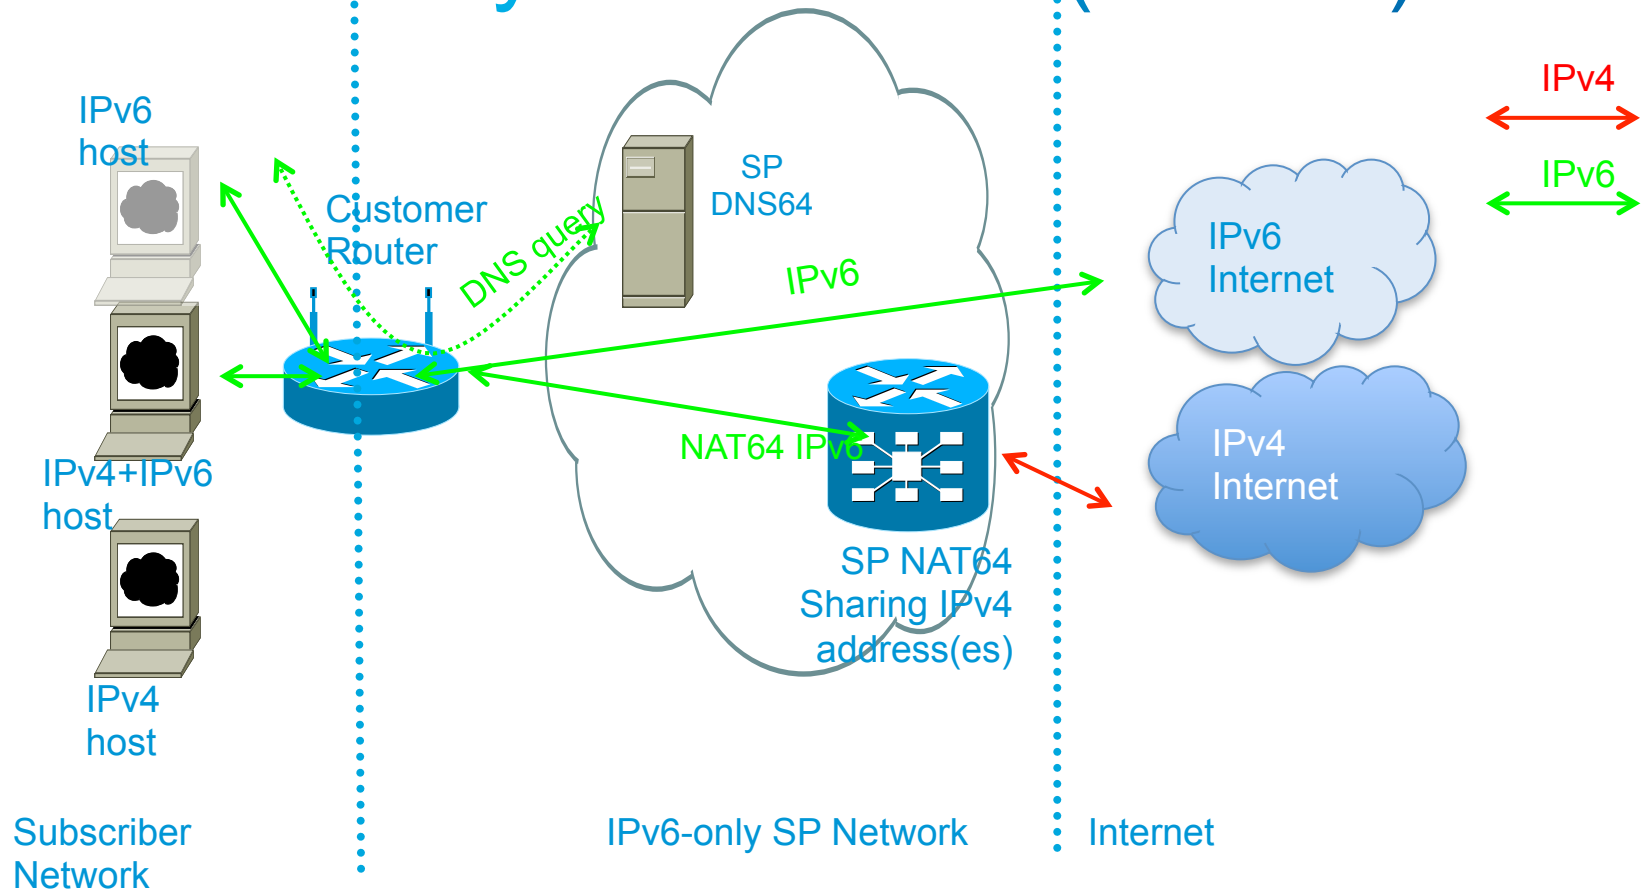 IPv4
IPv6
IPv6
host
SP
DNS64
Customer
Router
DNS query
IPv6
IPv6
Internet
NAT64 IPv6
IPv4
Internet
IPv4+IPv6
host
SP NAT64
Sharing IPv4
address(es)
IPv4
host
Subscriber
Network
IPv6-only SP Network
Internet